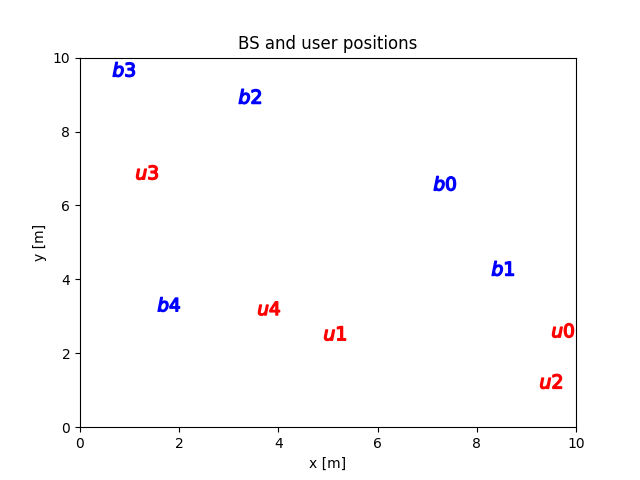 BS and user positions
10
b3
b2
8
u3
b0
6
y [m]
b1
4
b4
u4
u1
u0
2
u2
0
0 2 4 6 8 10
x [m]